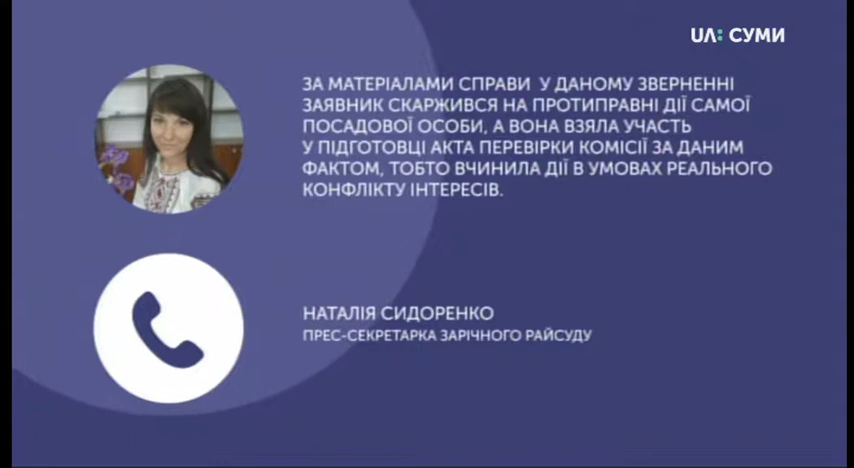 UA: СУМИ
ЗА МАТЕРІАЛАМИ СПРАВИ У ДАНОМУ ЗВЕРНЕННІ
ЗАЯВНИК СКАРЖИВСЯ НА ПРОТИПРАВНІ ДІЇ САМОЇ
ПОСАДОВОЇ ОСОБИ, А ВОНА ВЗЯЛА УЧАСТЬ
У ПІДГОТОВЦІ АКТА ПЕРЕВІРКИ КОМІСІЇ ЗА ДАНИМ
ФАКТОМ, ТОБТО ВЧИНИЛА ДІЇ В УМОВАХ РЕАЛЬНОГО
КОНФЛІКТУ ІНТЕРЕСІВ.
НАТАЛІЯ СИДОРЕНКО
ПРЕС-СЕКРЕТАРКА ЗАРІЧНОГО РАЙСУДУ